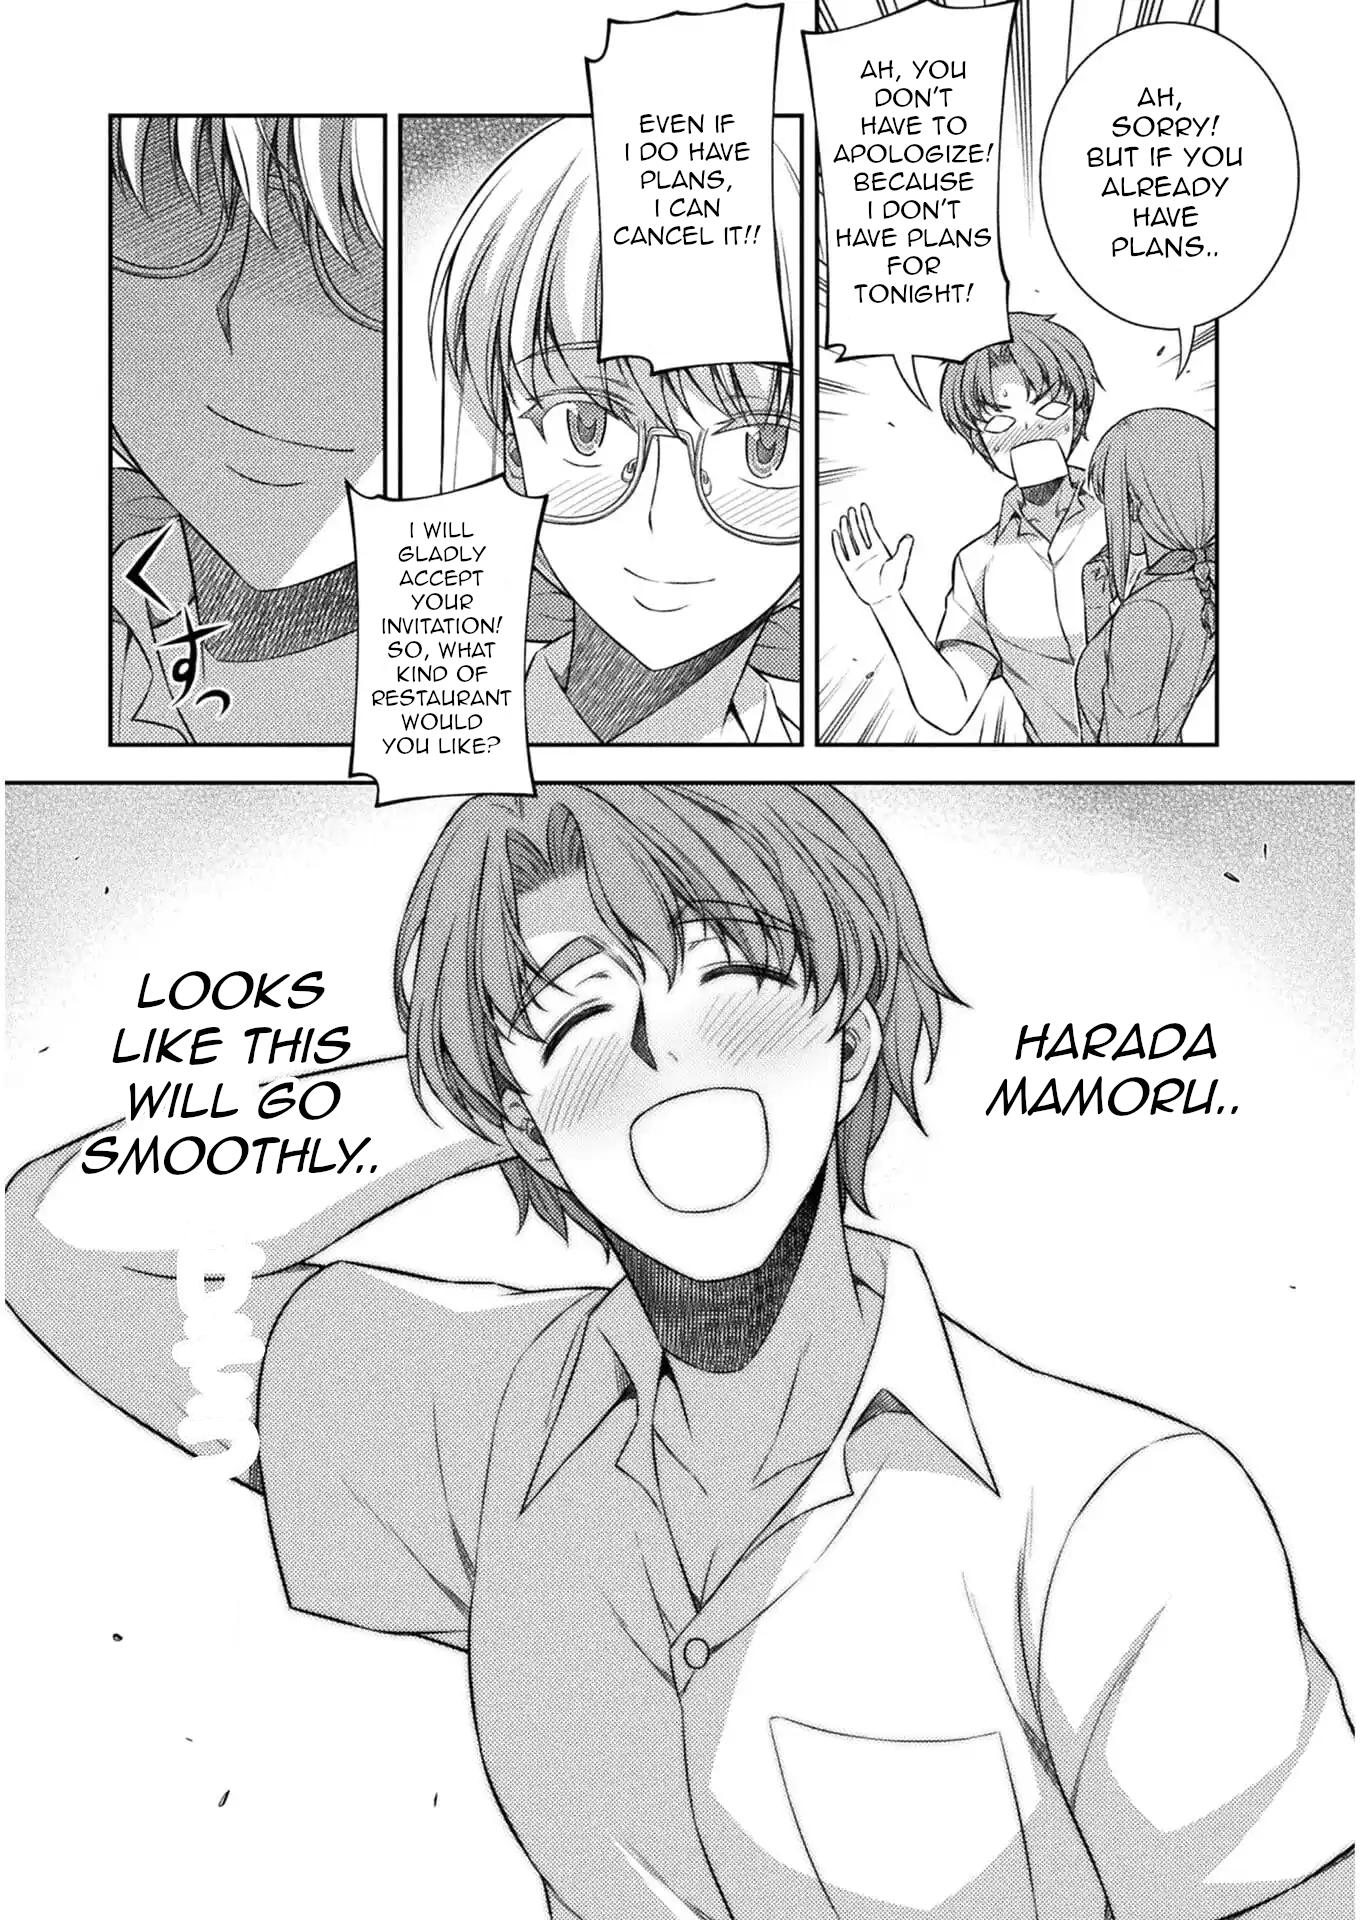 AH,
SORRY!
BUT IF YOU
ALREADY
HAVE
PLANS..
AH, YOU
DON'T
HAVE TO
APOLOGIZE!
BECAUSE
I DON'T
HAVE PLANS
FOR
TONIGHT!
EVEN IF
I DO HAVE
PLANS,
I CAN
CANCEL IT!!
I WILL
GLADLY
ACCEPT
YOUR
INVITATION!
SO, WHAT
KIND OF
RESTAURANT
WOULD
YOU LIKE?
くすっ
HARADA
MAMORU..
LOOKS
LIKE THIS
WILL GO
SMOOTHLY..